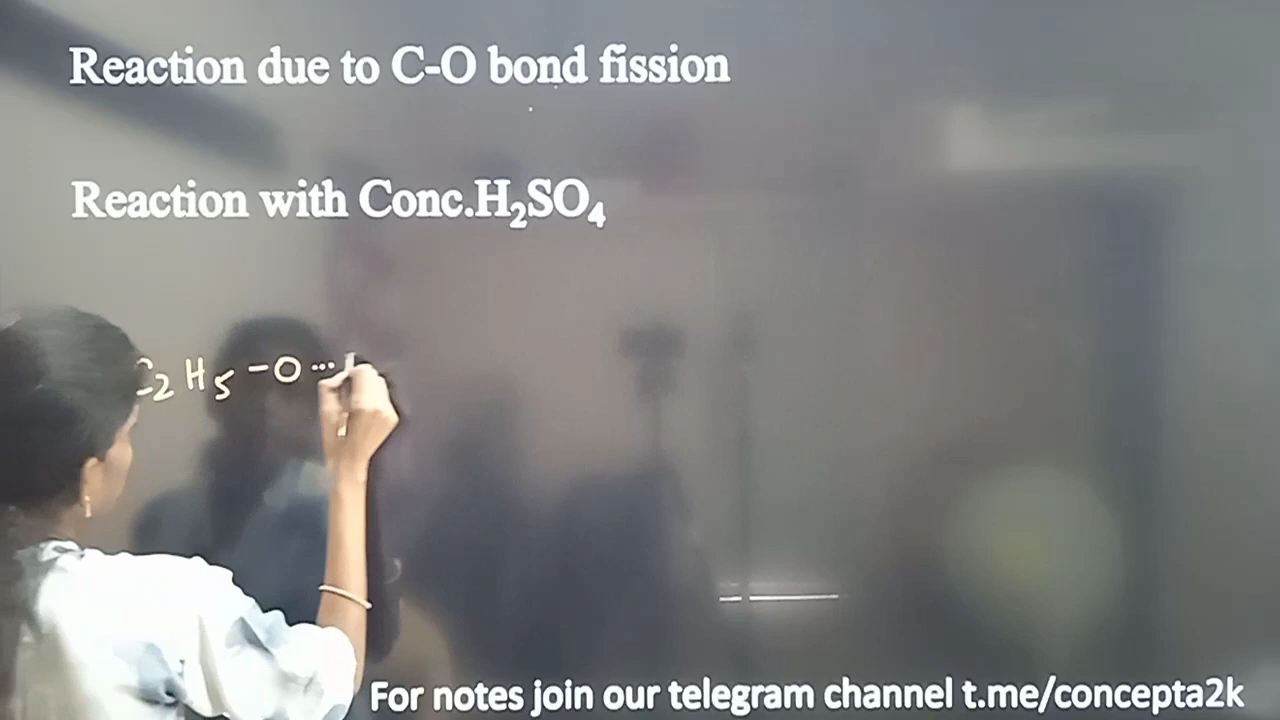 Reaction due to C-O bond fission
Reaction with Conc.H₂SO₄
C₂H₅-O...
For notes join our telegram channel t.me/concepta2k